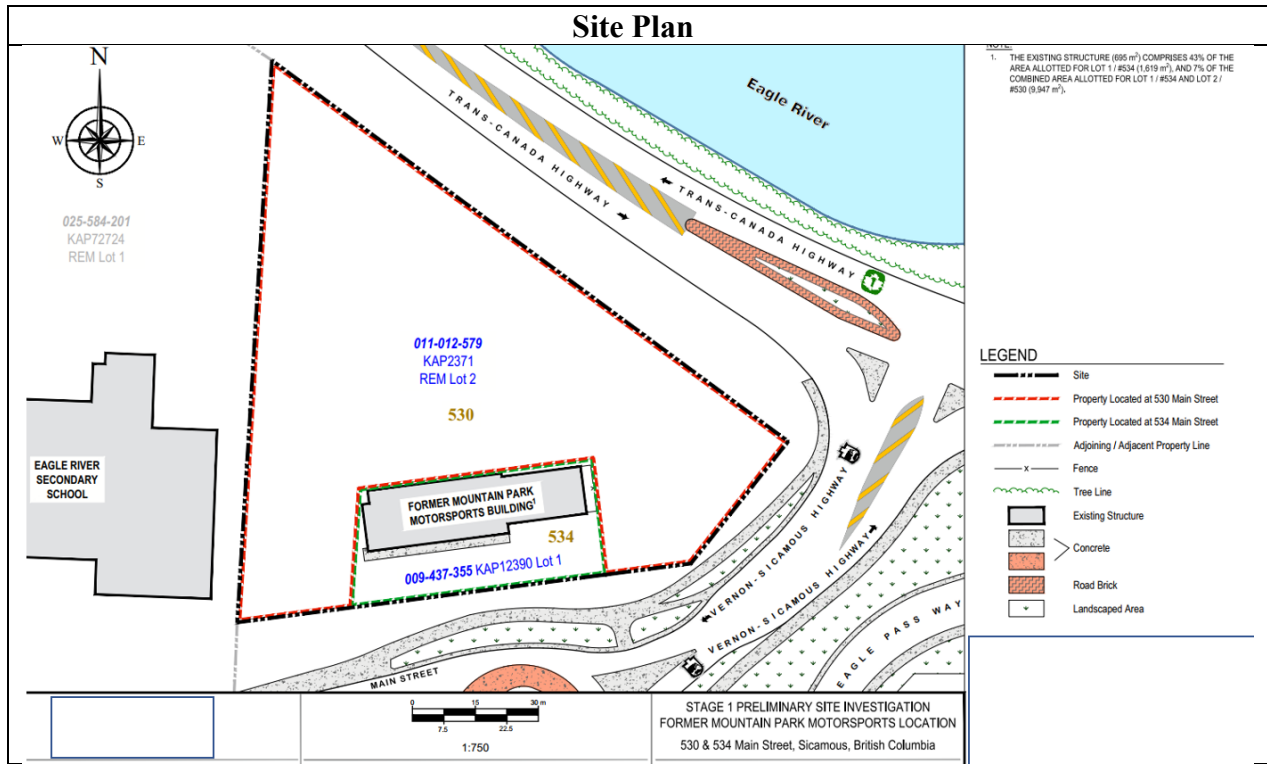 Site Plan
N
W
E
S
025-584-201
KAP72724
REM Lot 1
EAGLE RIVER
SECONDARY
SCHOOL
011-012-579
KAP2371
REM Lot 2
530
FORMER MOUNTAIN PARK
MOTORSPORTS BUILDING¹
534
009-437-355 KAP12390 Lot 1
Eagle River
TRANS-CANADA HIGHWAY
TRANS-CANADA HIGHWAY
1
VERNON-SICAMOUS HIGHWAY
VERNON-SICAMOUS HIGHWAY
EAGLE PASS WAY
MAIN STREET
NOTE:
1. THE EXISTING STRUCTURE (695 m²) COMPRISES 43% OF THE
AREA ALLOTTED FOR LOT 1 / #534 (1,619 m²), AND 7% OF THE
COMBINED AREA ALLOTTED FOR LOT 1 / #534 AND LOT 2 /
#530 (9,947 m²).
LEGEND
Site
Property Located at 530 Main Street
Property Located at 534 Main Street
Adjoining / Adjacent Property Line
x Fence
Tree Line
Existing Structure
Concrete
Road Brick
Landscaped Area
0 15 30 m
7.5 22.5
1:750
STAGE 1 PRELIMINARY SITE INVESTIGATION
FORMER MOUNTAIN PARK MOTORSPORTS LOCATION
530 & 534 Main Street, Sicamous, British Columbia